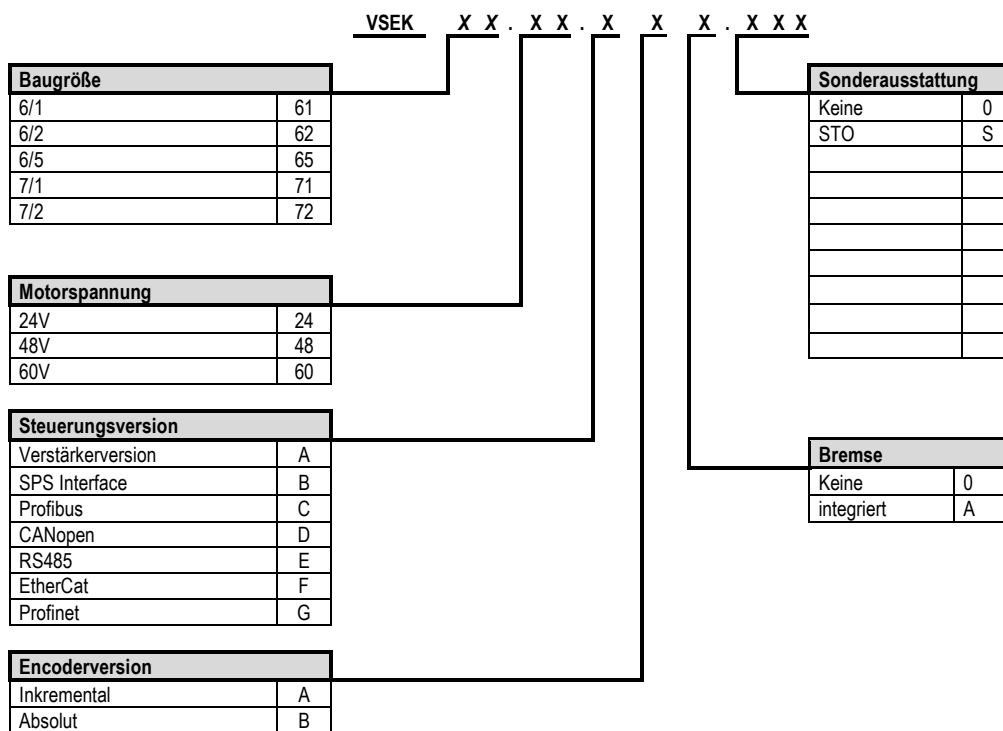 VSEK X X . X X . X X X . X X X
Baugröße
6/1 61
6/2 62
6/5 65
7/1 71
7/2 72
Motorspannung
24V 24
48V 48
60V 60
Steuerungsversion
Verstärkerversion A
SPS Interface B
Profibus C
CANopen D
RS485 E
EtherCat F
Profinet G
Encoderversion
Inkremental A
Absolut B
Sonderausstattung
Keine 0
STO S
Bremse
Keine 0
integriert A